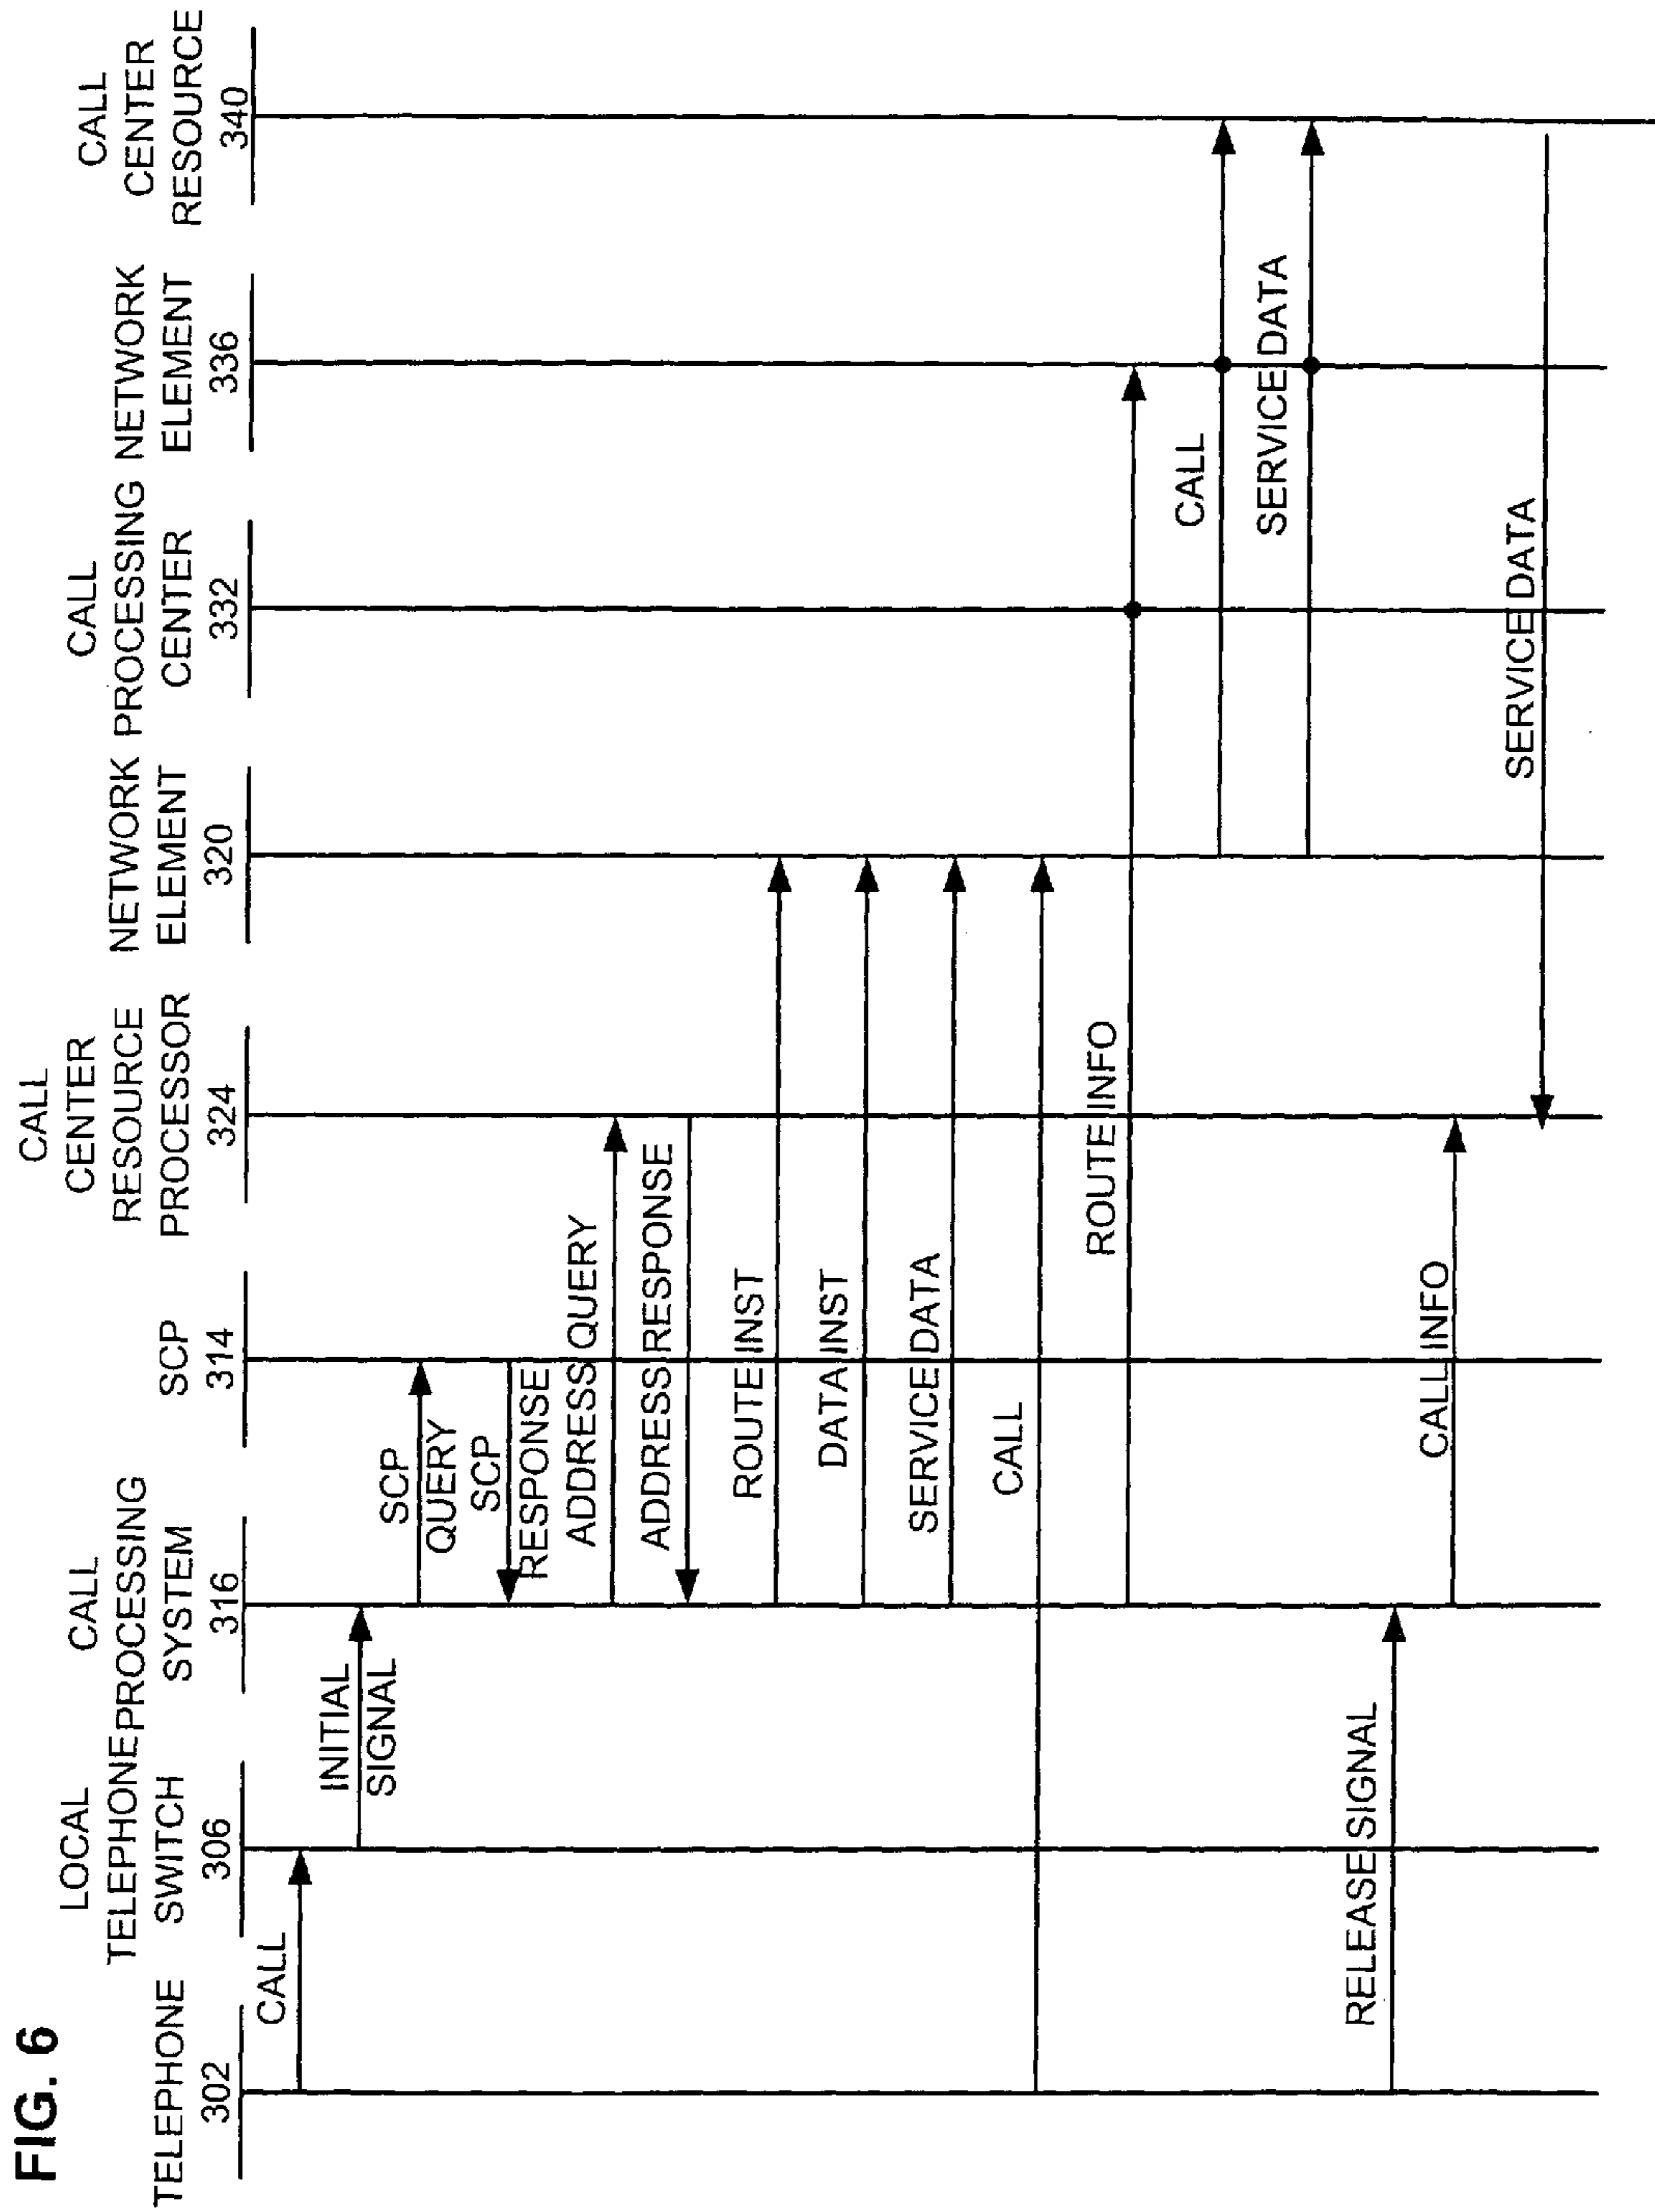 FIG. 6
TELEPHONE
302
LOCAL
TELEPHONE
SWITCH
306
CALL
PROCESSING
SYSTEM
316
SCP
314
CALL
CENTER
RESOURCE
PROCESSOR
324
NETWORK
ELEMENT
320
CALL
PROCESSING
CENTER
332
NETWORK
ELEMENT
336
CALL
CENTER
RESOURCE
340
CALL
INITIAL
SIGNAL
SCP
QUERY
SCP
RESPONSE
ADDRESS QUERY
ADDRESS RESPONSE
ROUTE INST
DATA INST
SERVICE DATA
CALL
ROUTE INFO
CALL
SERVICE DATA
RELEASE SIGNAL
CALL INFO
SERVICE DATA